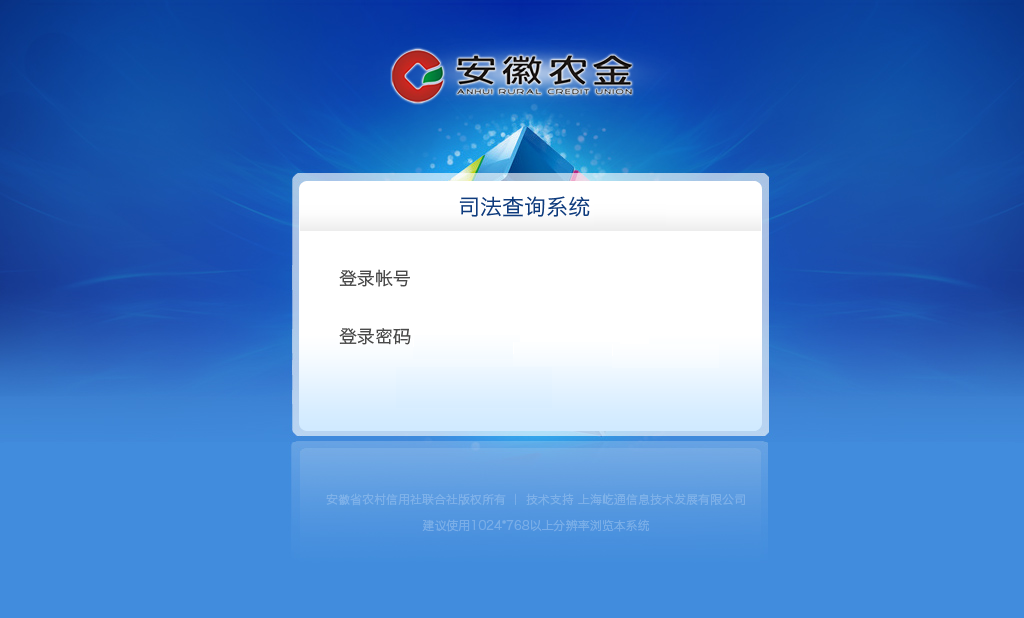 安徽农金
ANHUI RURAL CREDIT UNION
司法查询系统
登录帐号
登录密码
安徽省农村信用社联合社版权所有 | 技术支持 上海屹通信息技术发展有限公司
建议使用1024*768以上分辨率浏览本系统